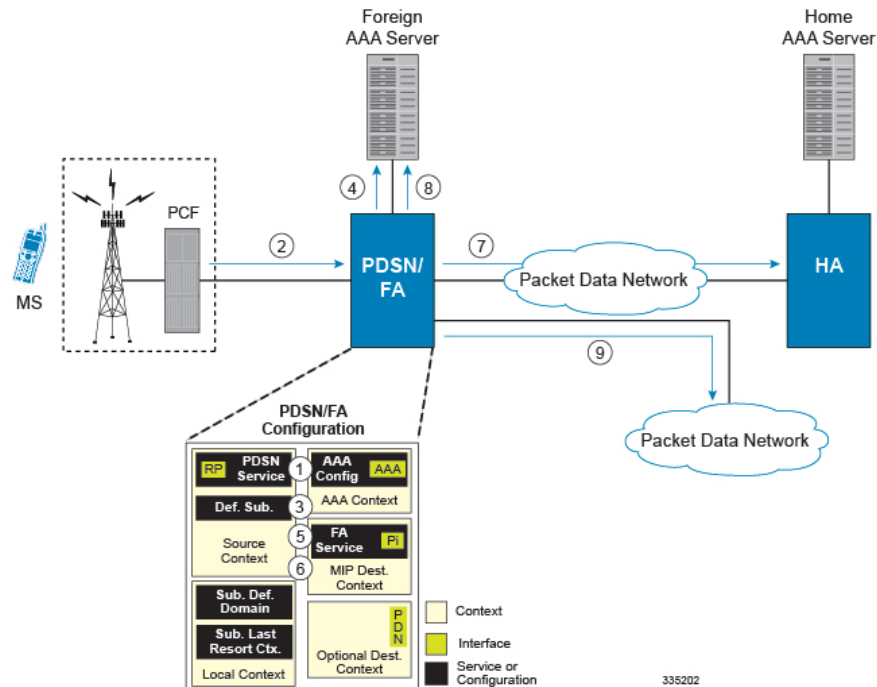 Foreign
AAA Server
Home
AAA Server
4
8
PCF
2
7
PDSN/
FA
Packet Data Network
HA
MS
9
PDSN/FA
Configuration
Packet Data Network
RP
PDSN
Service
1
AAA
Config
AAA
AAA Context
Def. Sub.
3
Source
Context
5
FA
Service
Pi
6
MIP Dest.
Context
Sub. Def.
Domain
Sub. Last
Resort Ctx.
Local Context
P
D
N
Optional Dest.
Context
Context
Interface
Service or
Configuration
335202